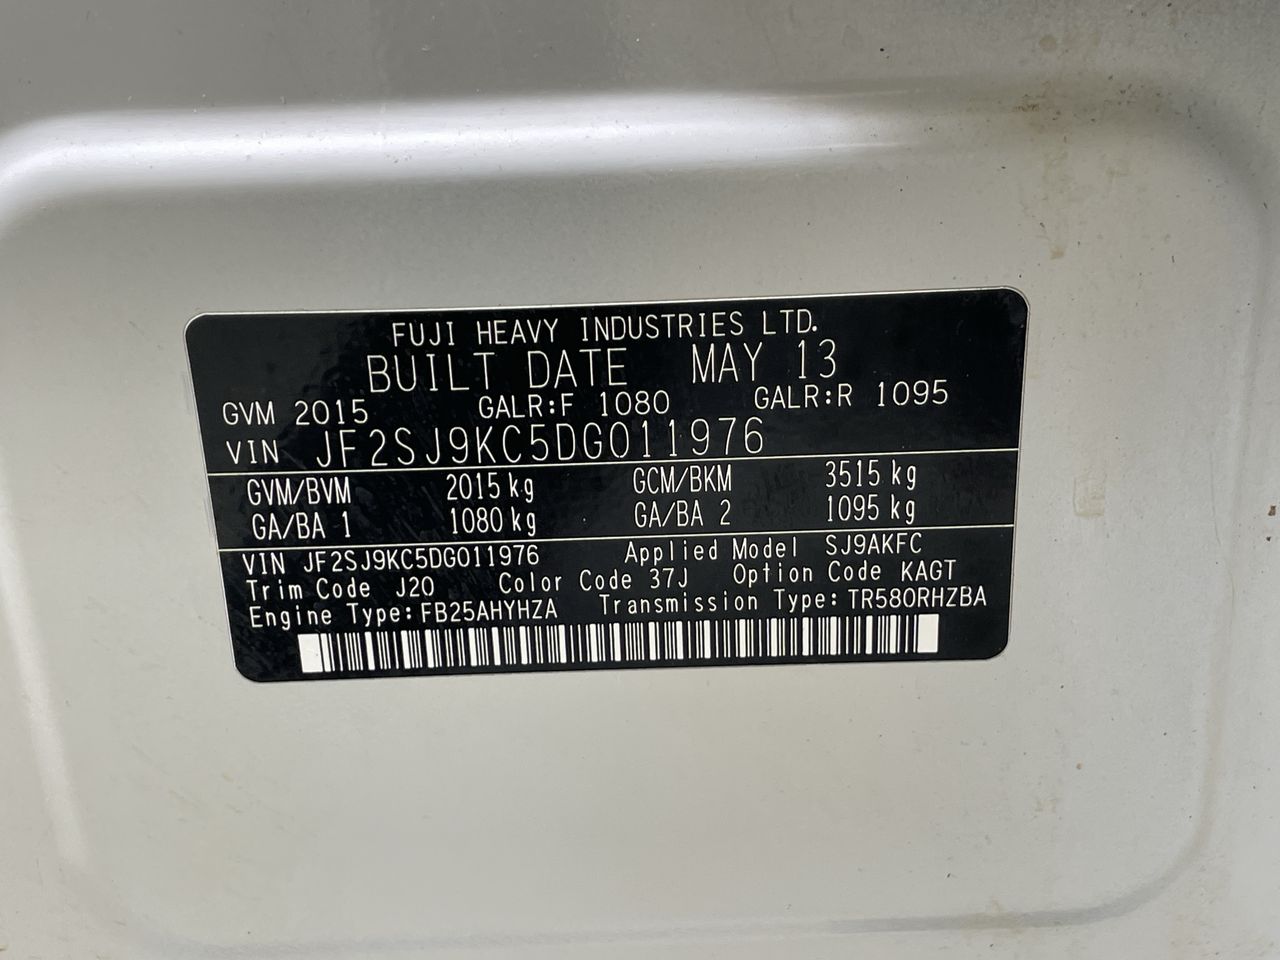 FUJI HEAVY INDUSTRIES LTD.
BUILT DATE MAY 13
GVM 2015 GALR:F 1080 GALR:R 1095
VIN JF2SJ9KC5DG011976
GVM/BVM 2015 kg GCM/BKM 3515 kg
GA/BA 1 1080 kg GA/BA 2 1095 kg
VIN JF2SJ9KC5DG011976 Applied Model SJ9AKFC
Trim Code J20 Color Code 37J Option Code KAGT
Engine Type: FB25AHYHZA Transmission Type: TR580RHZBA